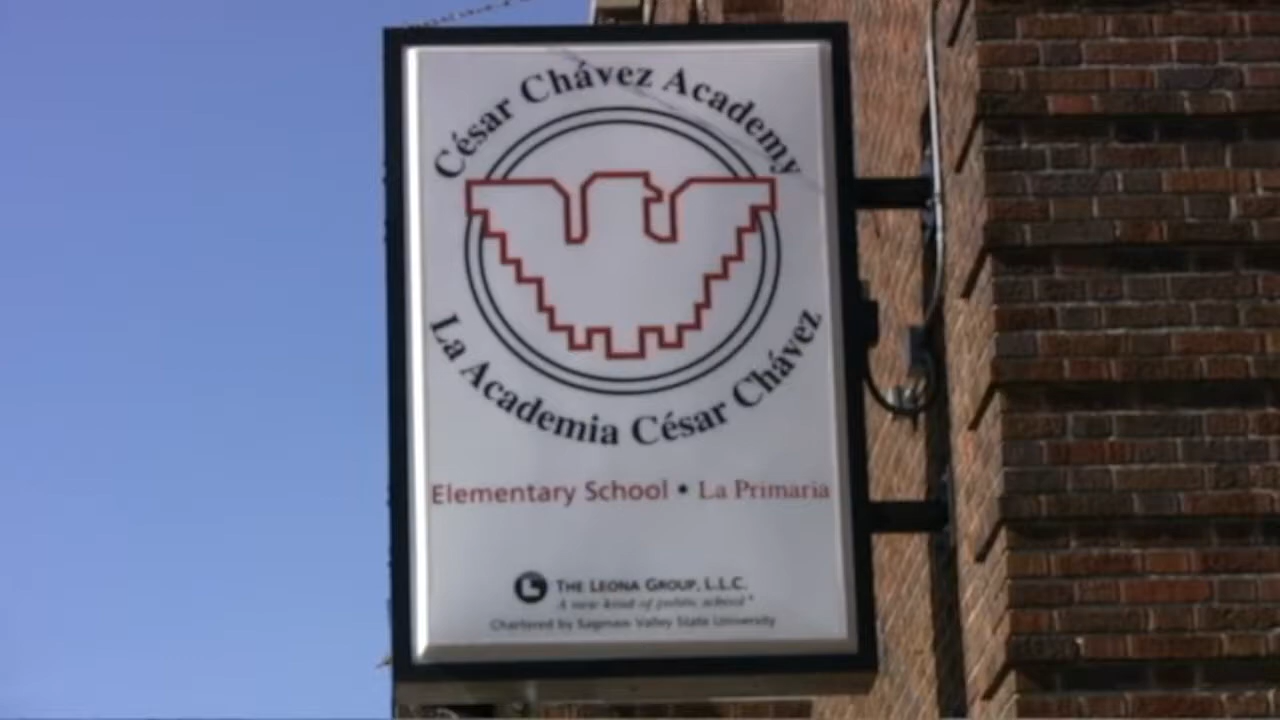 César Chávez Academy
La Academia César Chávez
Elementary School • La Primaria
THE LEONA GROUP, L.L.C.
A new kind of public school
Chartered by Saginaw Valley State University